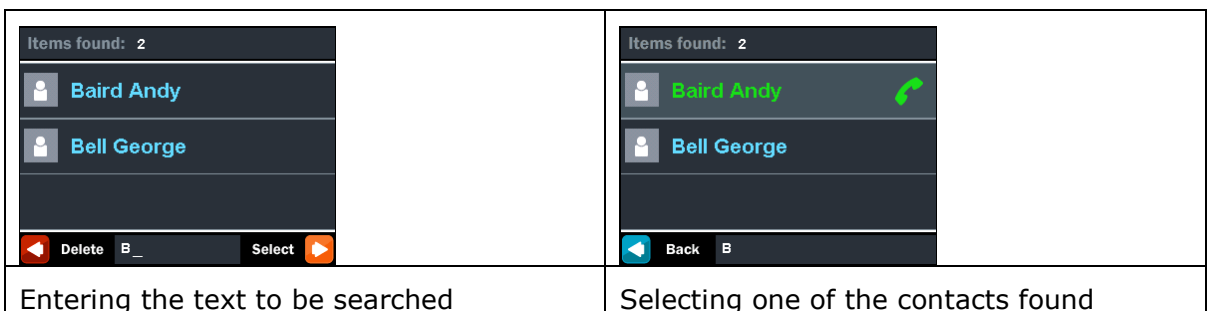 Items found: 2
Baird Andy
Bell George
Delete B_ Select
Entering the text to be searched
Items found: 2
Baird Andy
Bell George
Back B
Selecting one of the contacts found